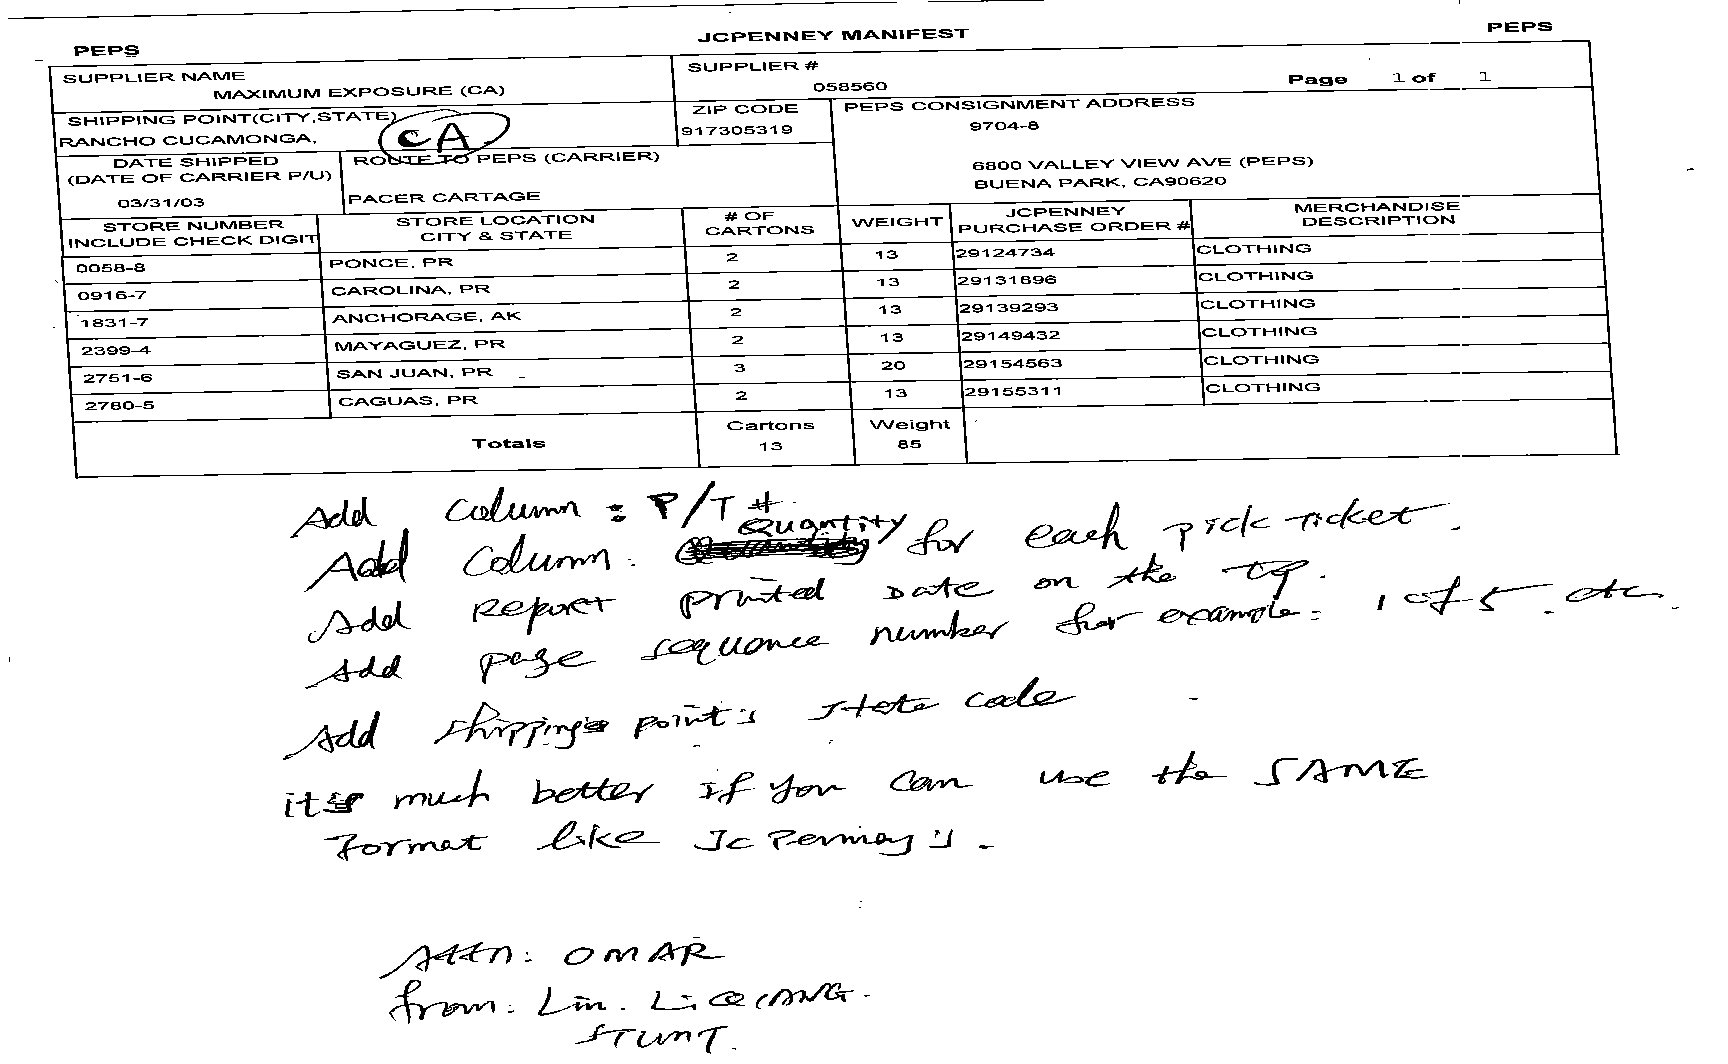 JCPENNEY MANIFEST
PEPS PEPS
SUPPLIER NAME
MAXIMUM EXPOSURE (CA)
SUPPLIER #
058560
Page 1 of 1
SHIPPING POINT(CITY,STATE)
RANCHO CUCAMONGA, CA
ZIP CODE
917305319
PEPS CONSIGNMENT ADDRESS
9704-8
6800 VALLEY VIEW AVE (PEPS)
BUENA PARK, CA90620
DATE SHIPPED
(DATE OF CARRIER P/U)
03/31/03
ROUTE TO PEPS (CARRIER)
PACER CARTAGE
STORE NUMBER INCLUDE CHECK DIGIT STORE LOCATION CITY & STATE # OF CARTONS WEIGHT JCPENNEY PURCHASE ORDER # MERCHANDISE DESCRIPTION
0058-8 PONCE, PR 2 13 29124734 CLOTHING
0916-7 CAROLINA, PR 2 13 29131896 CLOTHING
1831-7 ANCHORAGE, AK 2 13 29139293 CLOTHING
2399-4 MAYAGUEZ, PR 2 13 29149432 CLOTHING
2751-6 SAN JUAN, PR 3 20 29154563 CLOTHING
2780-5 CAGUAS, PR 2 13 29155311 CLOTHING
Totals Cartons 13 Weight 85
Add column : P/T #.
Add column. Quantity for each pick ticket.
Add Report printed date on the top.
Add page sequence number for example: 1 of 5. etc.
Add shipping point's state code
it's much better if you can use the SAME
format like Jc Penney's.
Attn: OMAR
from: Lin.
STUNT.